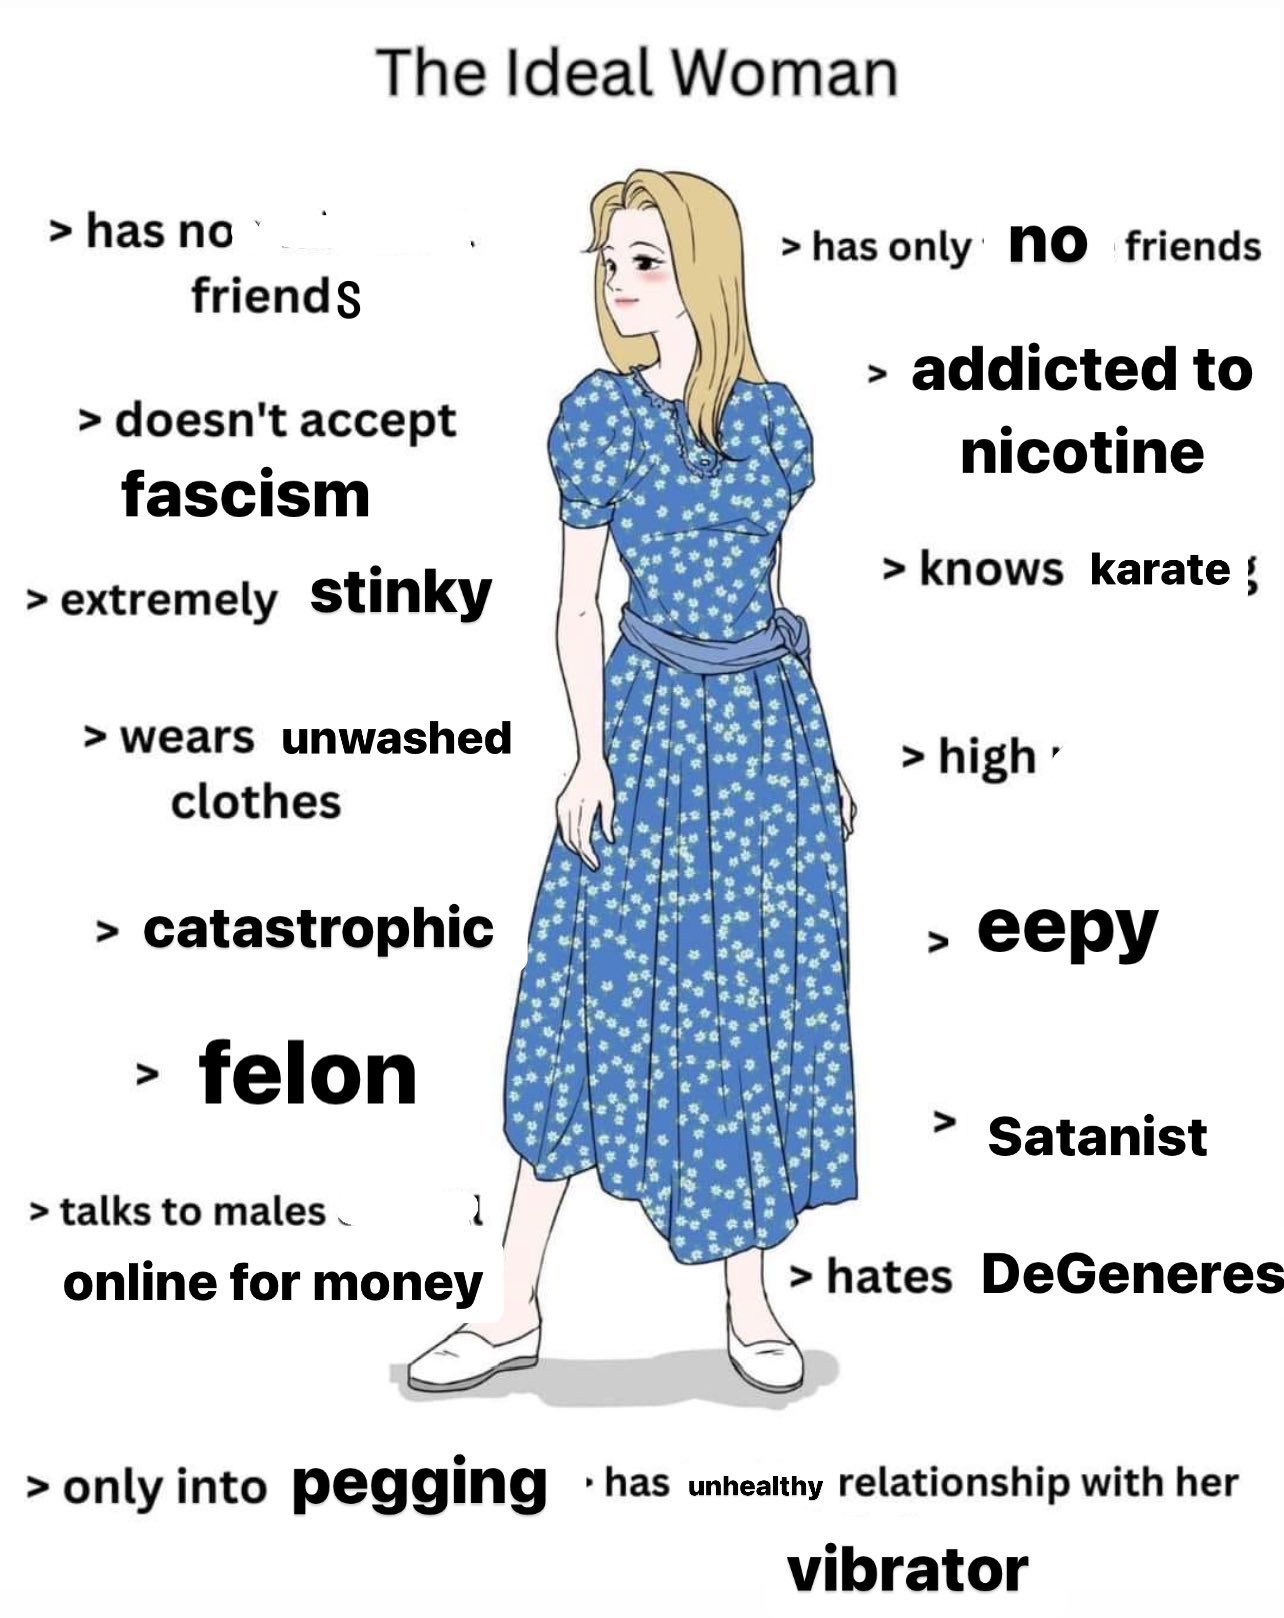 The Ideal Woman
> has no
friends
> doesn't accept
fascism
> extremely stinky
> wears unwashed
clothes
> catastrophic
> felon
> talks to males
online for money
> only into pegging
> has only no friends
> addicted to
nicotine
> knows karate
> high
> eepy
> Satanist
> hates DeGeneres
has unhealthy relationship with her
vibrator